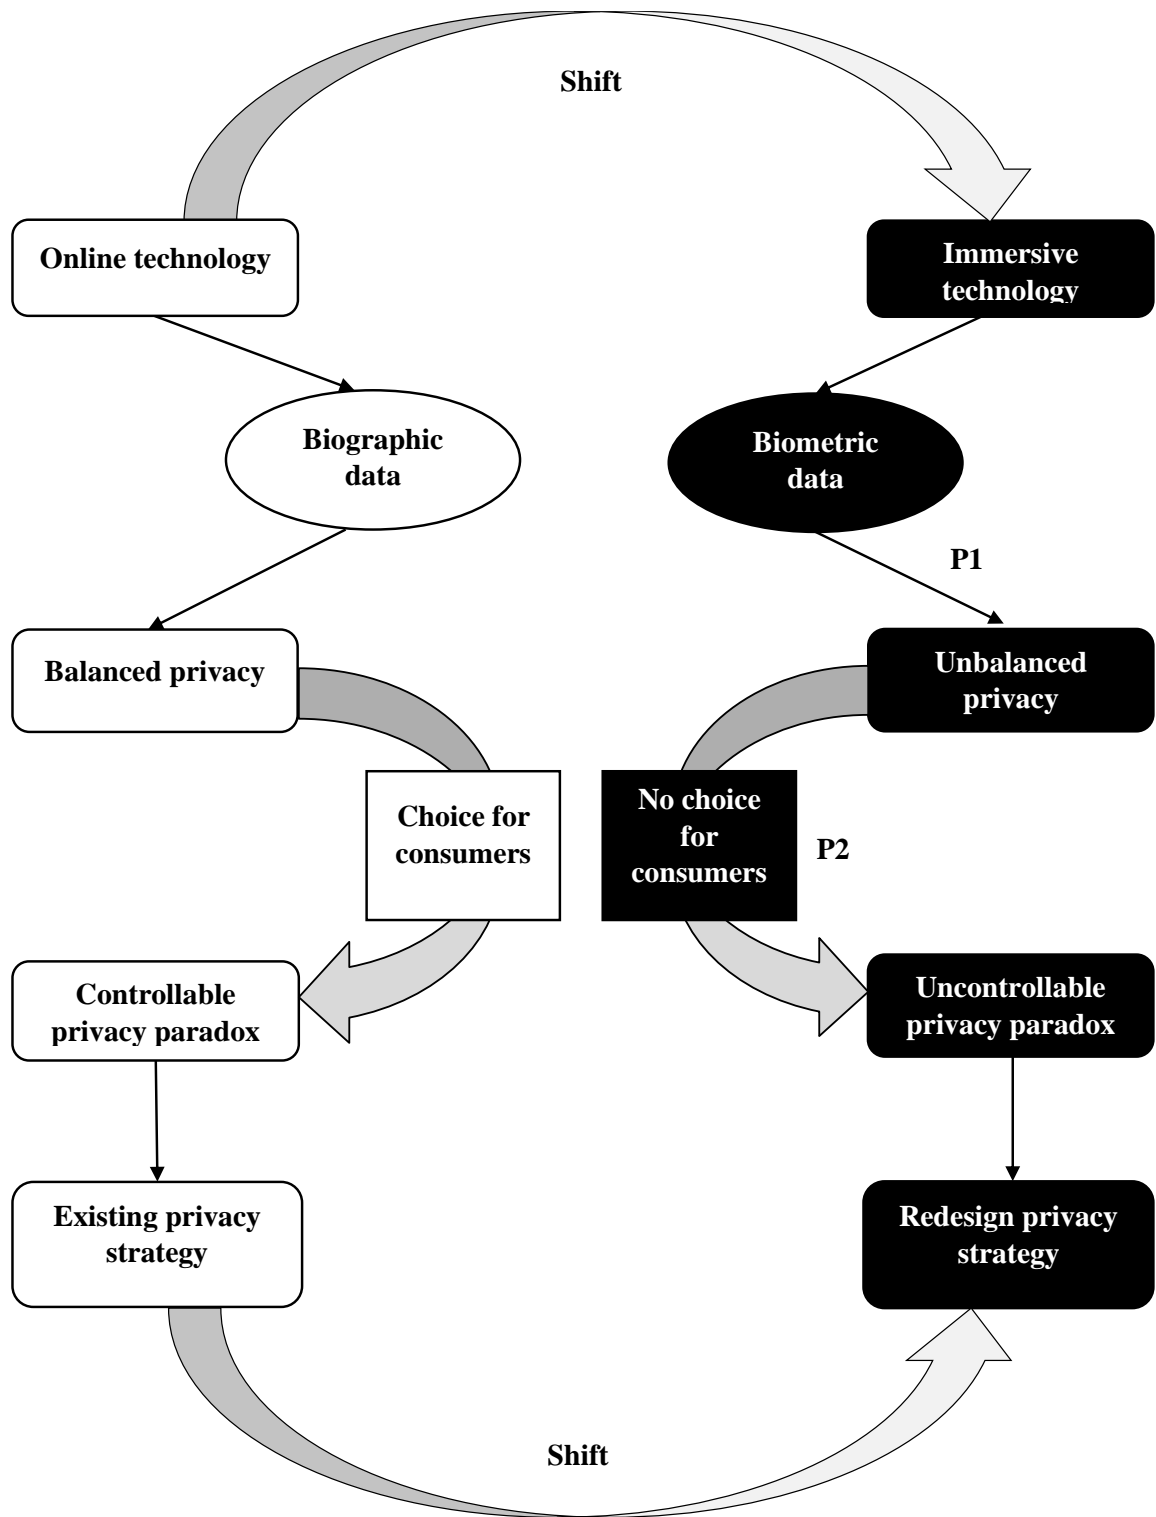 Shift
Online technology
Immersive
technology
Biographic
data
Biometric
data
P1
Balanced privacy
Unbalanced
privacy
Choice for
consumers
No choice
for
consumers
P2
Controllable
privacy paradox
Uncontrollable
privacy paradox
Existing privacy
strategy
Redesign privacy
strategy
Shift